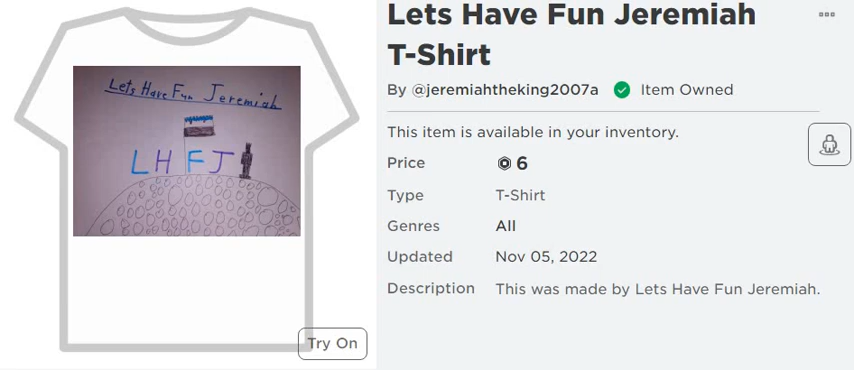 Lets Have Fun Jeremiah
T-Shirt
By @jeremiahtheking2007a Item Owned
This item is available in your inventory.
Price 6
Type T-Shirt
Genres All
Updated Nov 05, 2022
Description This was made by Lets Have Fun Jeremiah.
Lets Have Fun Jeremiah
LHFJ
Try On